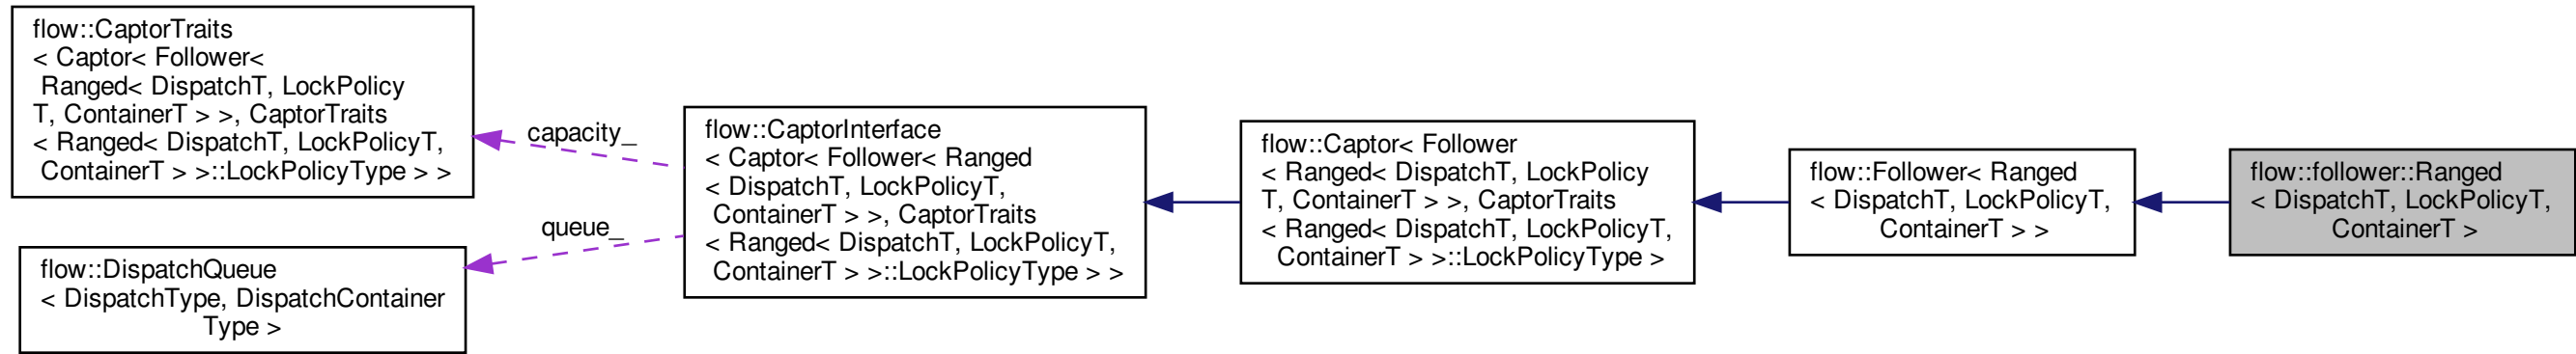 flow::CaptorTraits
< Captor< Follower<
Ranged< DispatchT, LockPolicy
T, ContainerT > >, CaptorTraits
< Ranged< DispatchT, LockPolicyT,
ContainerT > >::LockPolicyType > >
flow::DispatchQueue
< DispatchType, DispatchContainer
Type >
capacity_
queue_
flow::CaptorInterface
< Captor< Follower< Ranged
< DispatchT, LockPolicyT,
ContainerT > >, CaptorTraits
< Ranged< DispatchT, LockPolicyT,
ContainerT > >::LockPolicyType > >
flow::Captor< Follower
< Ranged< DispatchT, LockPolicy
T, ContainerT > >, CaptorTraits
< Ranged< DispatchT, LockPolicyT,
ContainerT > >::LockPolicyType >
flow::Follower< Ranged
< DispatchT, LockPolicyT,
ContainerT > >
flow::follower::Ranged
< DispatchT, LockPolicyT,
ContainerT >